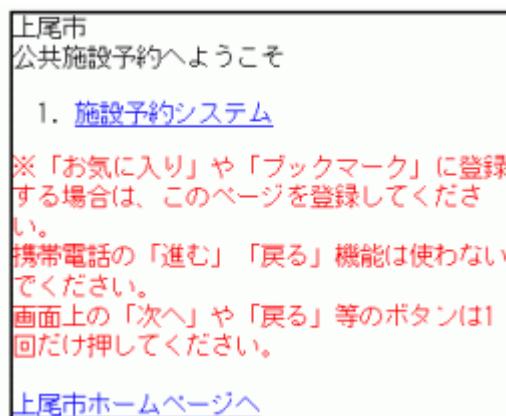 上尾市
公共施設予約へようこそ
1. 施設予約システム
※「お気に入り」や「ブックマーク」に登録
する場合は、このページを登録してくださ
い。
携帯電話の「進む」「戻る」機能は使わない
でください。
画面上の「次へ」や「戻る」等のボタンは1
回だけ押してください。
上尾市ホームページへ